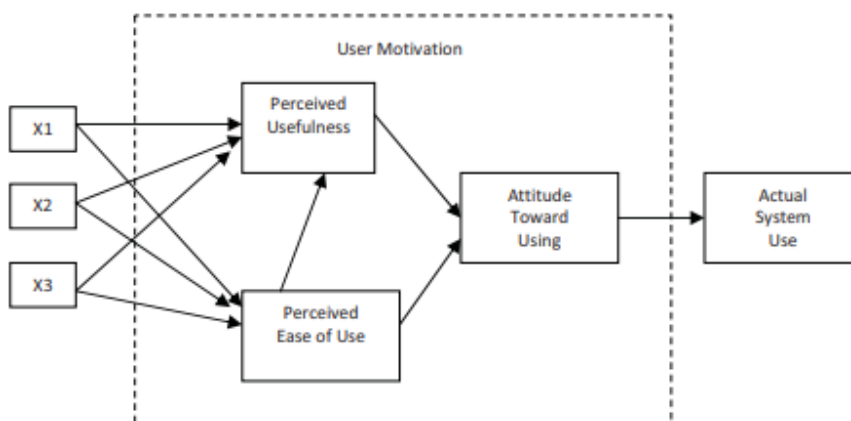 User Motivation
Perceived
Usefulness
X1
X2
X3
Attitude
Toward
Using
Actual
System
Use
Perceived
Ease of Use